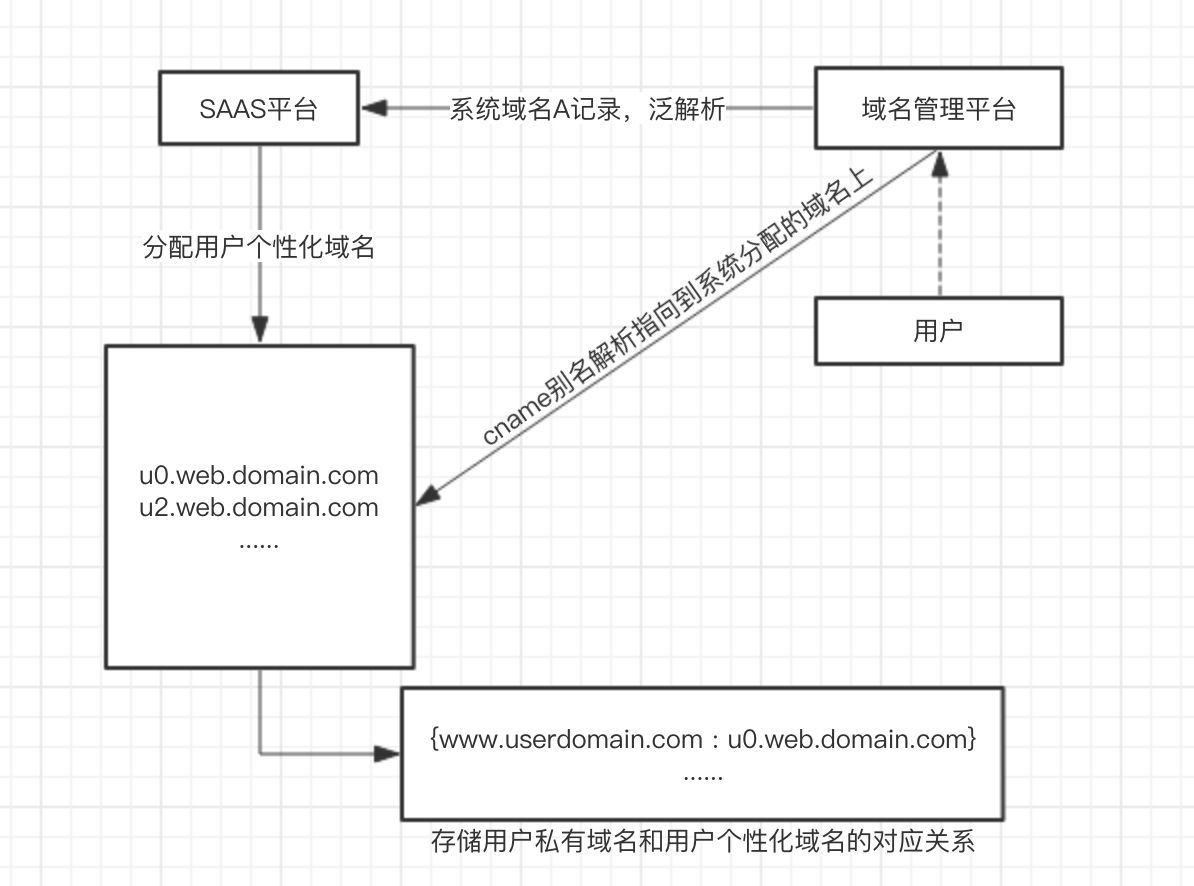 SAAS平台
系统域名A记录，泛解析
域名管理平台
分配用户个性化域名
cname别名解析指向到系统分配的域名上
用户
u0.web.domain.com
u2.web.domain.com
......
{www.userdomain.com : u0.web.domain.com}
......
存储用户私有域名和用户个性化域名的对应关系